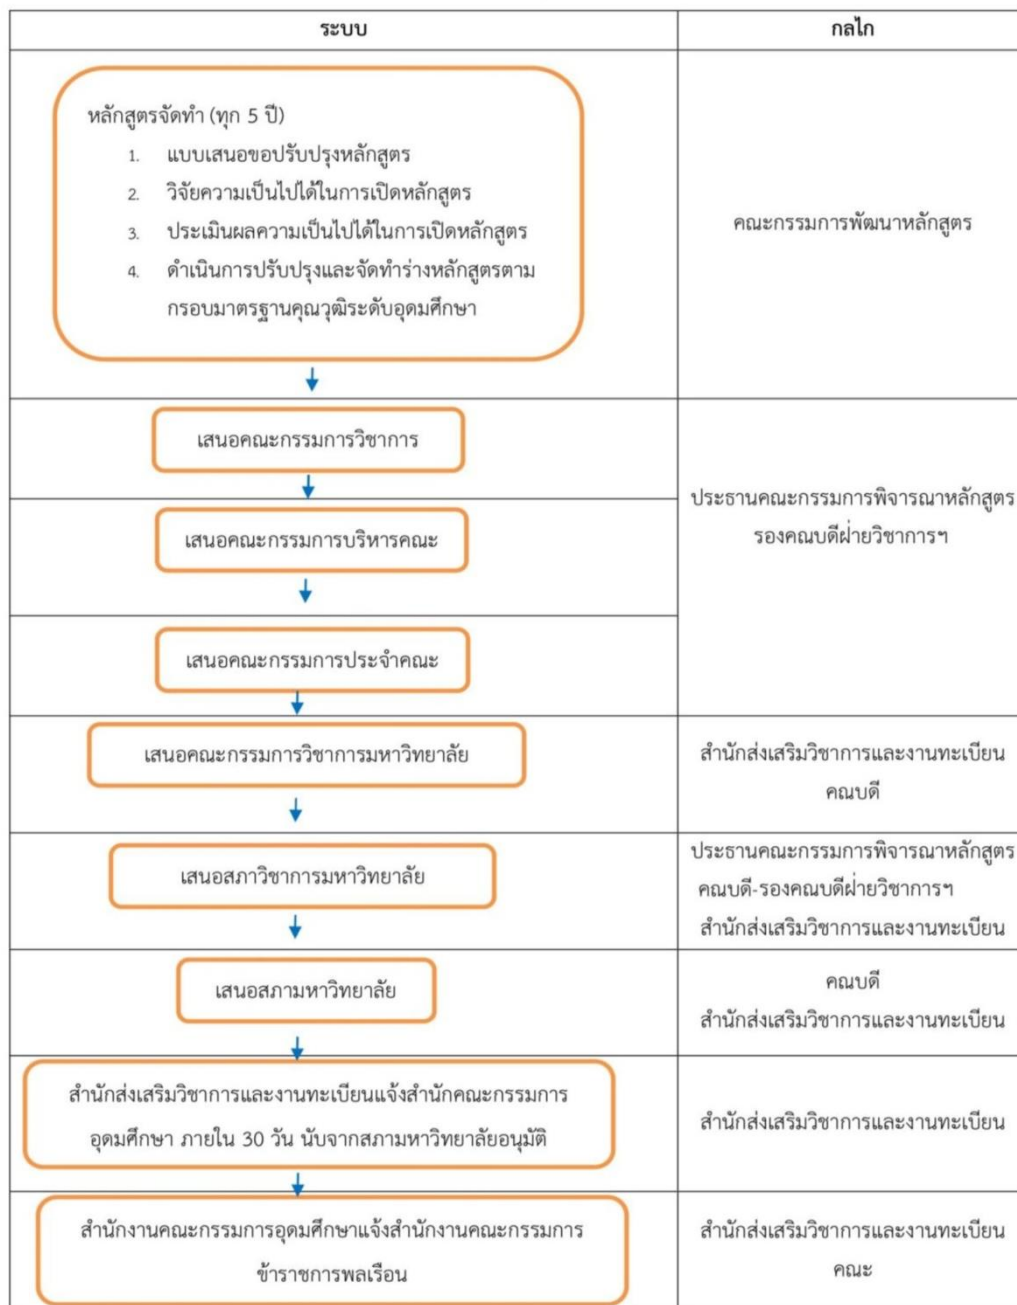 ระบบ
กลไก
หลักสูตรจัดทำ (ทุก 5 ปี)
1. แบบเสนอขอปรับปรุงหลักสูตร
2. วิจัยความเป็นไปได้ในการเปิดหลักสูตร
3. ประเมินผลความเป็นไปได้ในการเปิดหลักสูตร
4. ดำเนินการปรับปรุงและจัดทำร่างหลักสูตรตาม
กรอบมาตรฐานคุณวุฒิระดับอุดมศึกษา
คณะกรรมการพัฒนาหลักสูตร
เสนอคณะกรรมการวิชาการ
เสนอคณะกรรมการบริหารคณะ
เสนอคณะกรรมการประจำคณะ
ประธานคณะกรรมการพิจารณาหลักสูตร
รองคณบดีฝ่ายวิชาการฯ
เสนอคณะกรรมการวิชาการมหาวิทยาลัย
สำนักส่งเสริมวิชาการและงานทะเบียน
คณบดี
เสนอสภาวิชาการมหาวิทยาลัย
ประธานคณะกรรมการพิจารณาหลักสูตร
คณบดี-รองคณบดีฝ่ายวิชาการฯ
สำนักส่งเสริมวิชาการและงานทะเบียน
เสนอสภามหาวิทยาลัย
คณบดี
สำนักส่งเสริมวิชาการและงานทะเบียน
สำนักส่งเสริมวิชาการและงานทะเบียนแจ้งสำนักคณะกรรมการ
อุดมศึกษา ภายใน 30 วัน นับจากสภามหาวิทยาลัยอนุมัติ
สำนักส่งเสริมวิชาการและงานทะเบียน
สำนักงานคณะกรรมการอุดมศึกษาแจ้งสำนักงานคณะกรรมการ
ข้าราชการพลเรือน
สำนักส่งเสริมวิชาการและงานทะเบียน
คณะ